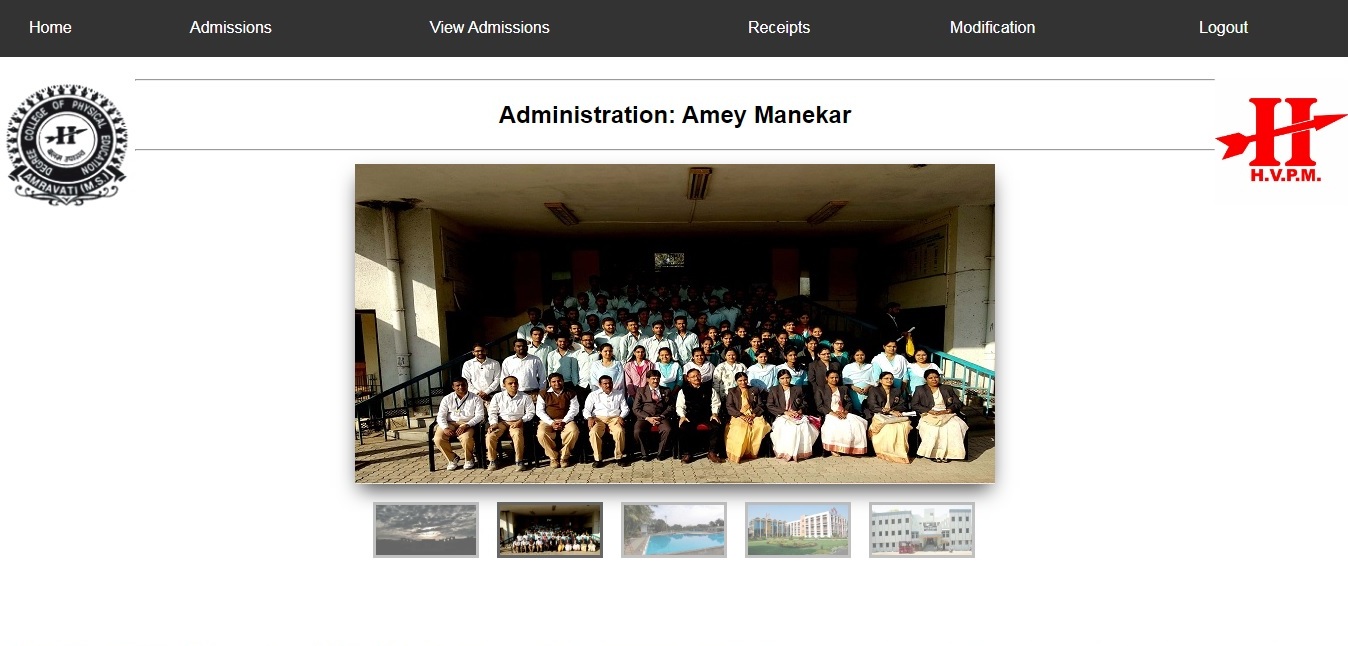 Home Admissions View Admissions Receipts Modification Logout
Administration: Amey Manekar
DEGREE COLLEGE OF PHYSICAL EDUCATION
H
AMRAVATI (M.S.)
H
H.V.P.M.